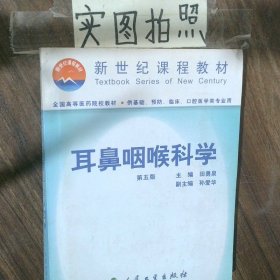 实图拍照
新世纪课程教材
Textbook Series of New Century
全国高等医药院校教材·供基础、预防、临床、口腔医学类专业用
耳鼻咽喉科学
第五版
主编 田勇泉
副主编 孙爱华
人民卫生出版社